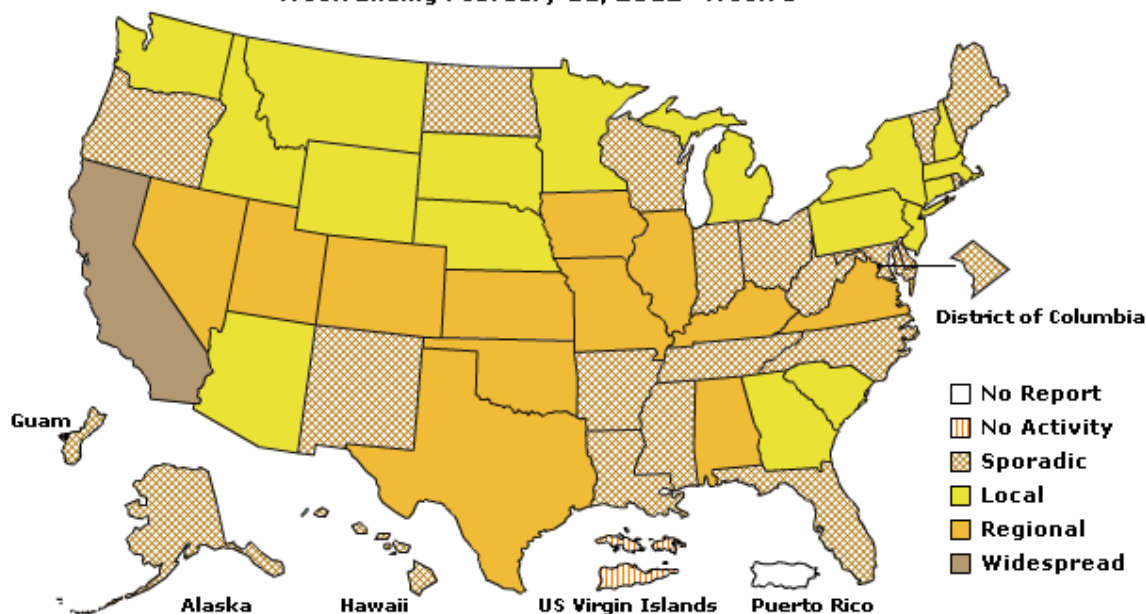 District of Columbia
Guam
No Report
No Activity
Sporadic
Local
Regional
Widespread
Alaska
Hawaii
US Virgin Islands
Puerto Rico